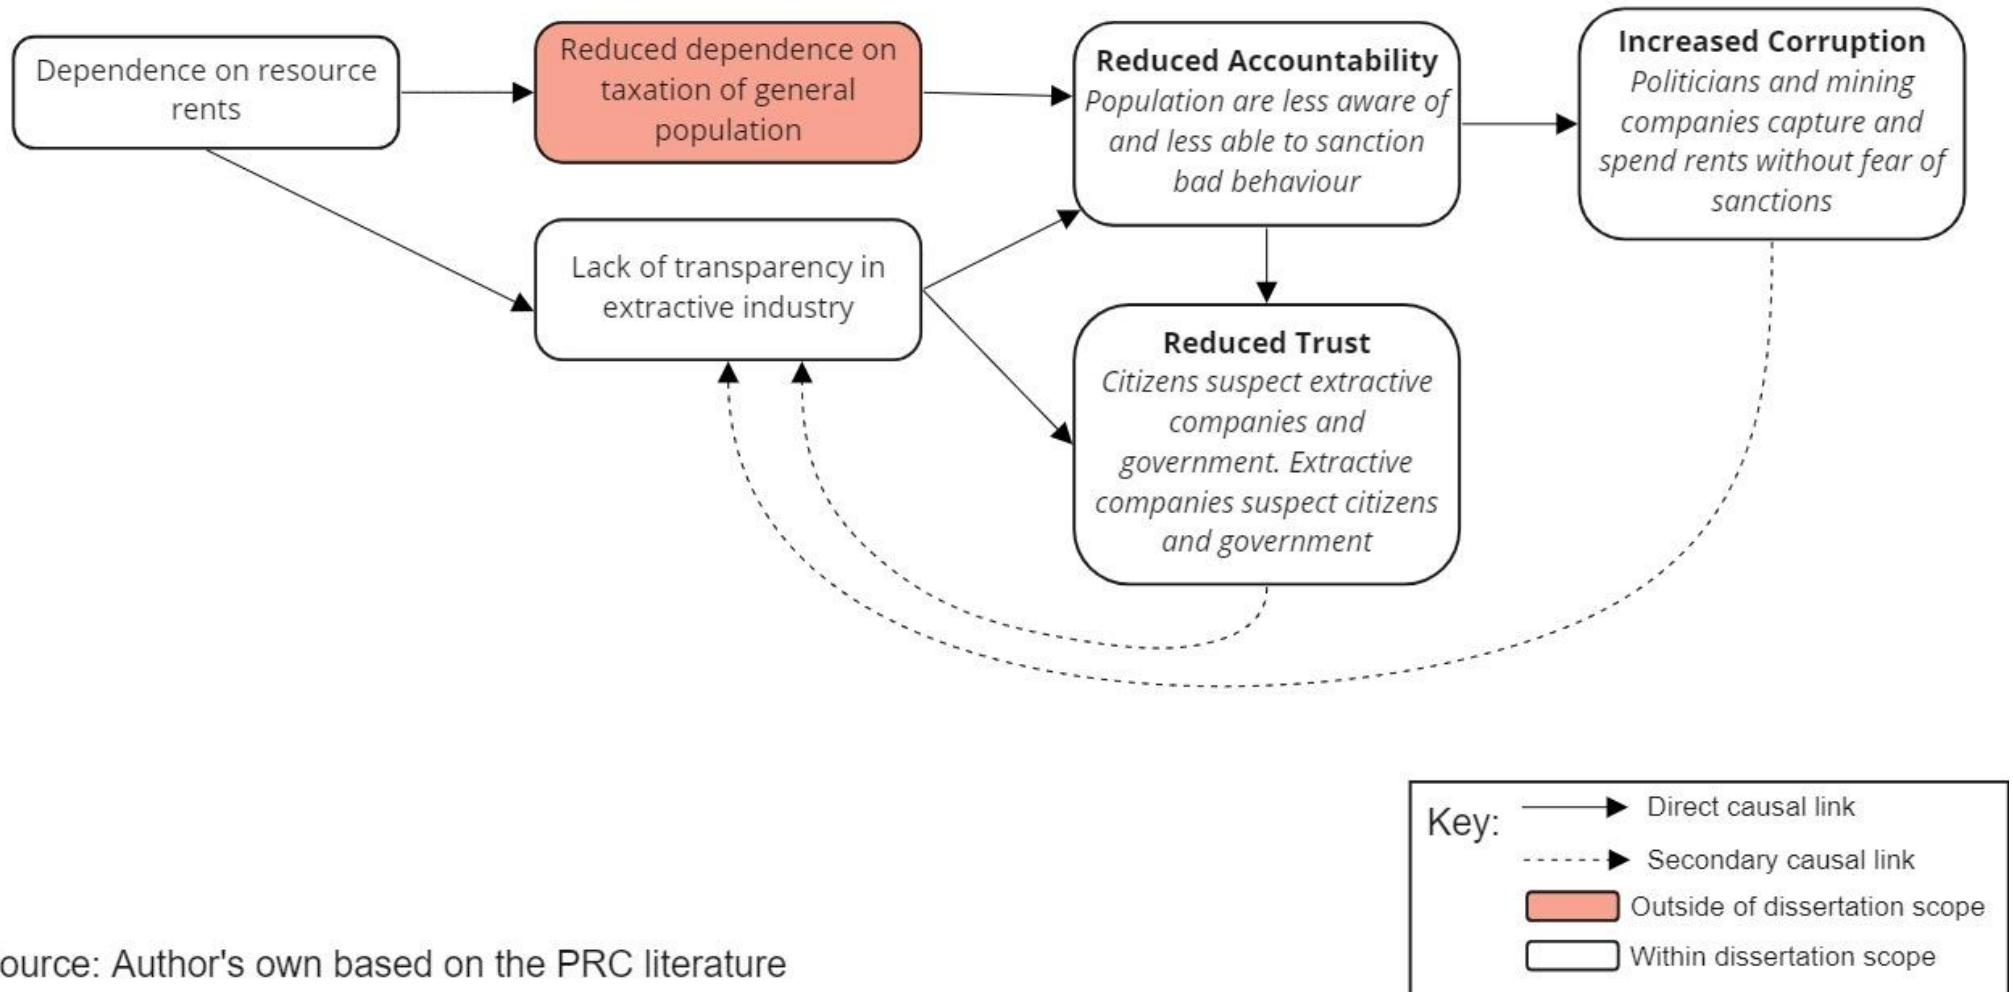 Dependence on resource
rents
Reduced dependence on
taxation of general
population
Lack of transparency in
extractive industry
Reduced Accountability
Population are less aware of
and less able to sanction
bad behaviour
Increased Corruption
Politicians and mining
companies capture and
spend rents without fear of
sanctions
Reduced Trust
Citizens suspect extractive
companies and
government. Extractive
companies suspect citizens
and government
Key:
Direct causal link
Secondary causal link
Outside of dissertation scope
Within dissertation scope
ource: Author's own based on the PRC literature